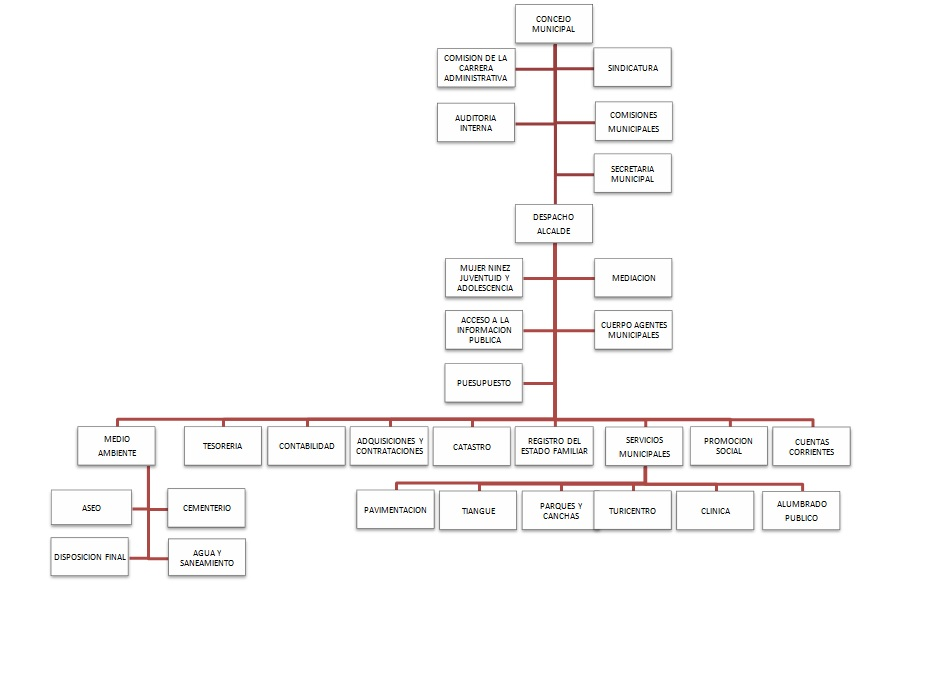 CONCEJO
MUNICIPAL
COMISION DE LA
CARRERA
ADMINISTRATIVA
SINDICATURA
AUDITORIA
INTERNA
COMISIONES
MUNICIPALES
SECRETARIA
MUNICIPAL
DESPACHO
ALCALDE
MUJER NINEZ
JUVENTUID Y
ADOLESCENCIA
MEDIACION
ACCESO A LA
INFORMACION
PUBLICA
CUERPO AGENTES
MUNICIPALES
PUESUPUESTO
MEDIO
AMBIENTE
TESORERIA
CONTABILIDAD
ADQUISICIONES Y
CONTRATACIONES
CATASTRO
REGISTRO DEL
ESTADO FAMILIAR
SERVICIOS
MUNICIPALES
PROMOCION
SOCIAL
CUENTAS
CORRIENTES
ASEO
CEMENTERIO
PAVIMENTACION
TIANGUE
PARQUES Y
CANCHAS
TURICENTRO
CLINICA
ALUMBRADO
PUBLICO
DISPOSICION FINAL
AGUA Y
SANEAMIENTO